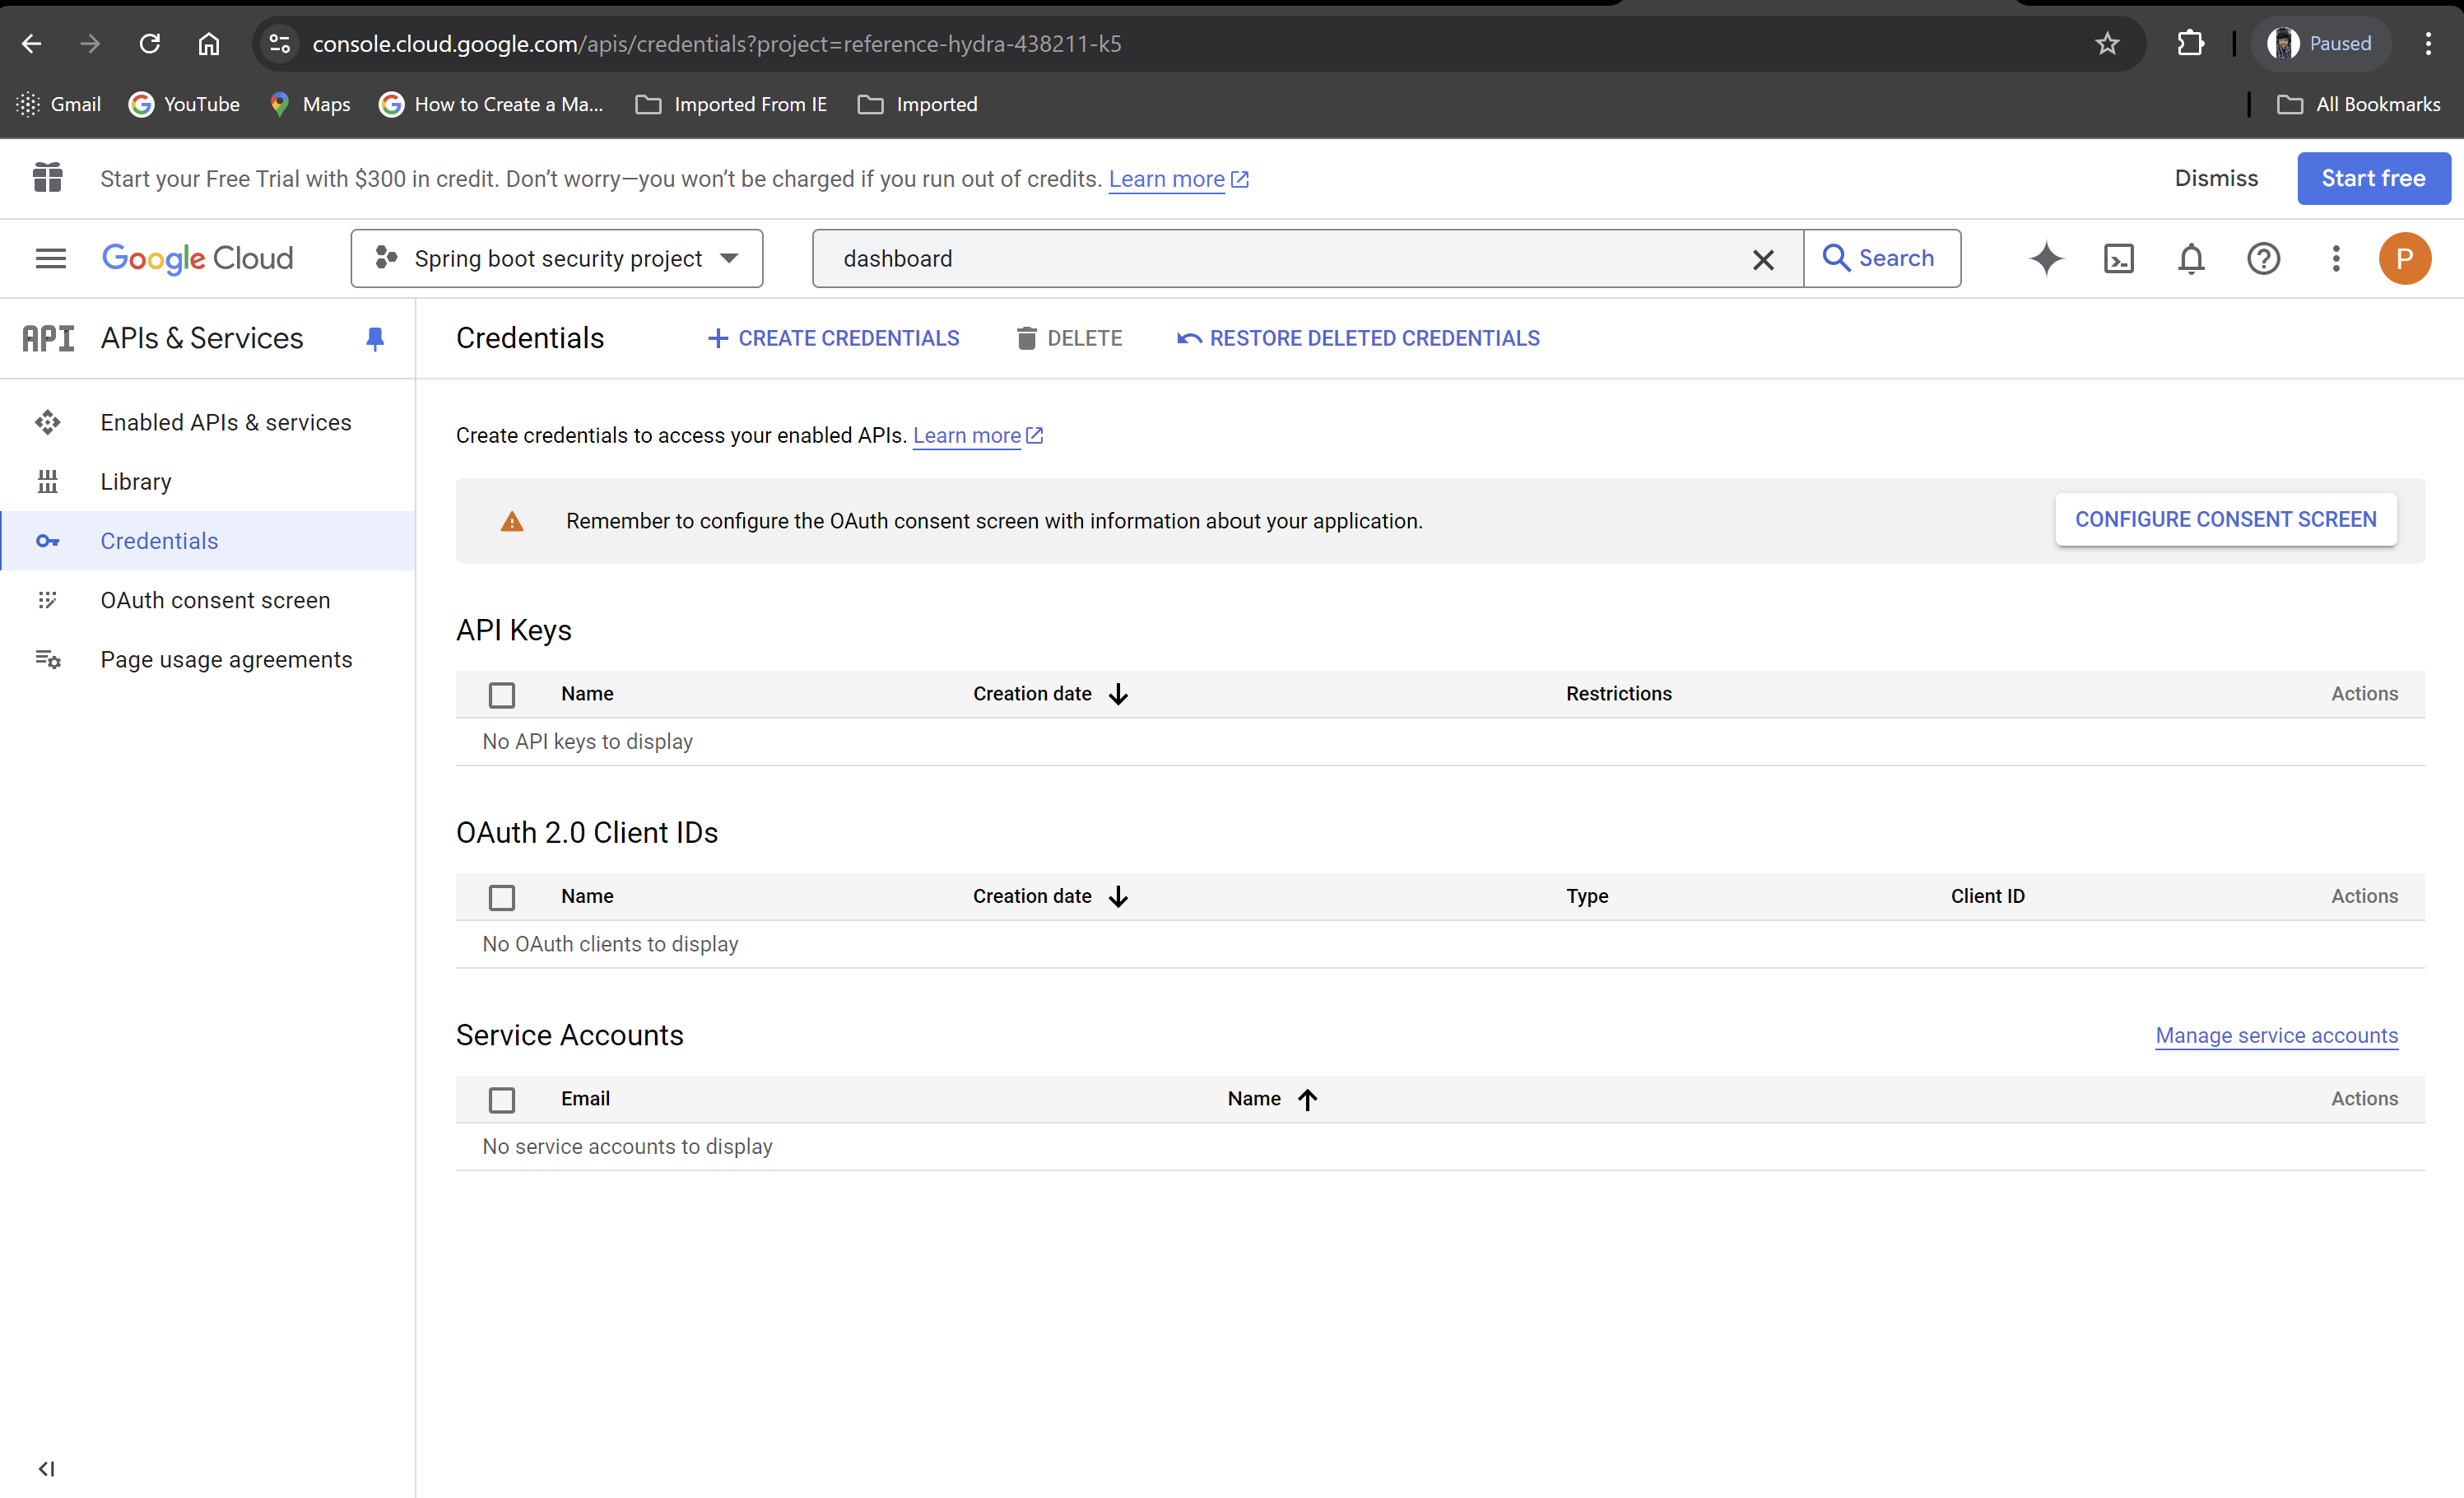 console.cloud.google.com/apis/credentials?project=reference-hydra-438211-k5
Paused
Gmail
YouTube
Maps
How to Create a Ma...
Imported From IE
Imported
All Bookmarks
Start your Free Trial with $300 in credit. Don’t worry—you won’t be charged if you run out of credits. Learn more
Dismiss
Start free
Google Cloud
Spring boot security project
dashboard
Search
P
API
APIs & Services
Credentials
CREATE CREDENTIALS
DELETE
RESTORE DELETED CREDENTIALS
Enabled APIs & services
Library
Credentials
OAuth consent screen
Page usage agreements
Create credentials to access your enabled APIs. Learn more
Remember to configure the OAuth consent screen with information about your application.
CONFIGURE CONSENT SCREEN
API Keys
Name Creation date Restrictions Actions
No API keys to display
OAuth 2.0 Client IDs
Name Creation date Type Client ID Actions
No OAuth clients to display
Service Accounts
Manage service accounts
Email Name Actions
No service accounts to display